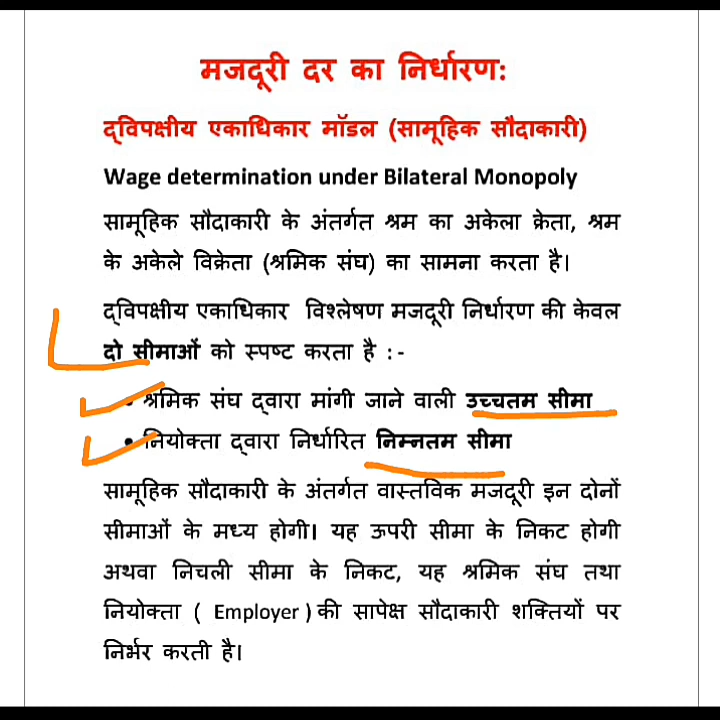 मजदूरी दर का निर्धारण:
द्विपक्षीय एकाधिकार मॉडल (सामूहिक सौदाकारी)
Wage determination under Bilateral Monopoly
सामूहिक सौदाकारी के अंतर्गत श्रम का अकेला क्रेता, श्रम
के अकेले विक्रेता (श्रमिक संघ) का सामना करता है।
द्विपक्षीय एकाधिकार विश्लेषण मजदूरी निर्धारण की केवल
दो सीमाओं को स्पष्ट करता है :-
• श्रमिक संघ द्वारा मांगी जाने वाली उच्चतम सीमा
• नियोक्ता द्वारा निर्धारित निम्नतम सीमा
सामूहिक सौदाकारी के अंतर्गत वास्तविक मजदूरी इन दोनों
सीमाओं के मध्य होगी। यह ऊपरी सीमा के निकट होगी
अथवा निचली सीमा के निकट, यह श्रमिक संघ तथा
नियोक्ता ( Employer ) की सापेक्ष सौदाकारी शक्तियों पर
निर्भर करती है।